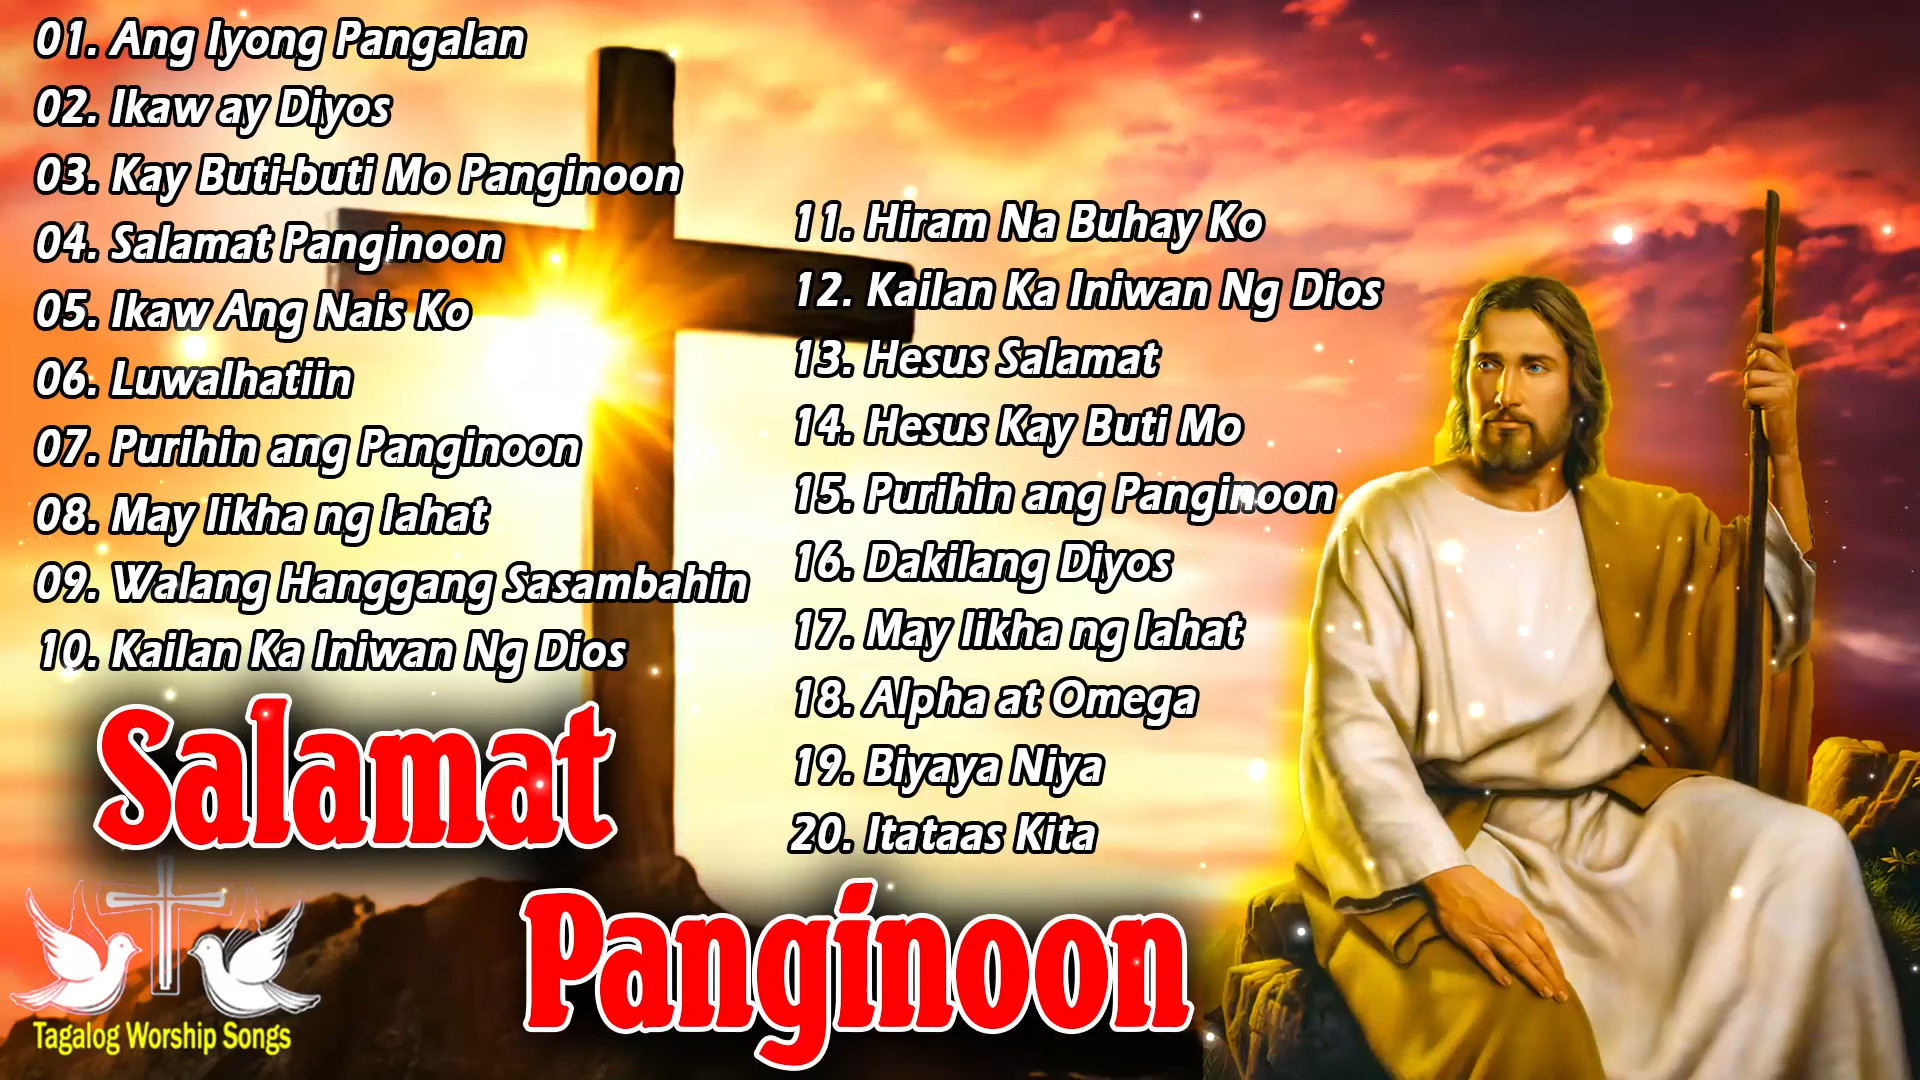 01. Ang Iyong Pangalan
02. Ikaw ay Diyos
03. Kay Buti-buti Mo Panginoon
04. Salamat Panginoon
05. Ikaw Ang Nais Ko
06. Luwalhatiin
07. Purihin ang Panginoon
08. May likha ng lahat
09. Walang Hanggang Sasambahin
10. Kailan Ka Iniwan Ng Dios
11. Hiram Na Buhay Ko
12. Kailan Ka Iniwan Ng Dios
13. Hesus Salamat
14. Hesus Kay Buti Mo
15. Purihin ang Panginoon
16. Dakilang Diyos
17. May likha ng lahat
18. Alpha at Omega
19. Biyaya Niya
20. Itataas Kita
Salamat
Panginoon
Tagalog Worship Songs